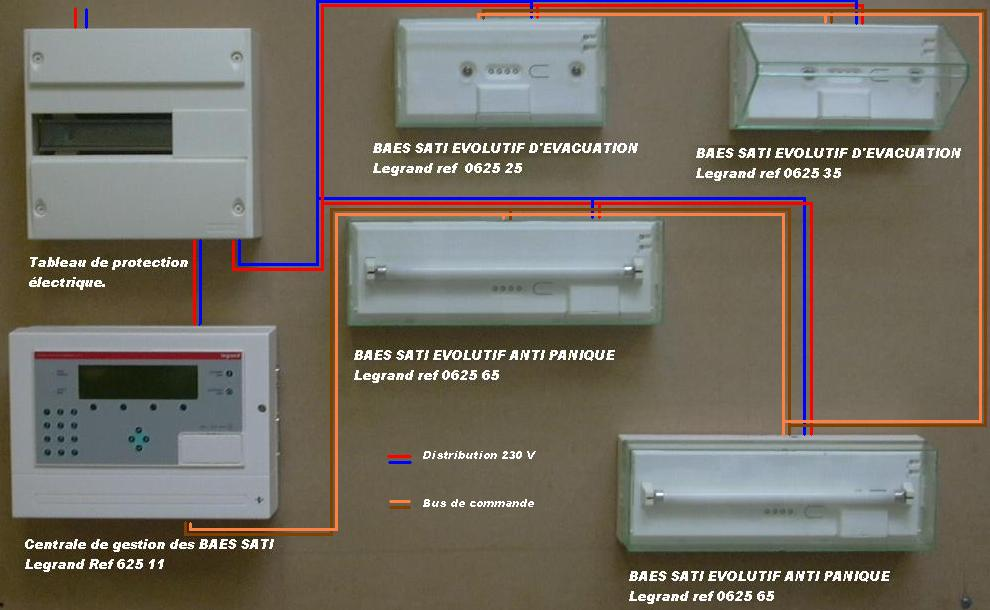 BAES SATI EVOLUTIF D'EVACUATION
Legrand ref 0625 25
BAES SATI EVOLUTIF D'EVACUATION
Legrand ref 0625 35
Tableau de protection
électrique.
legrand
BAES SATI EVOLUTIF ANTI PANIQUE
Legrand ref 0625 65
Distribution 230 V
Bus de commande
Centrale de gestion des BAES SATI
Legrand Ref 625 11
BAES SATI EVOLUTIF ANTI PANIQUE
Legrand ref 0625 65